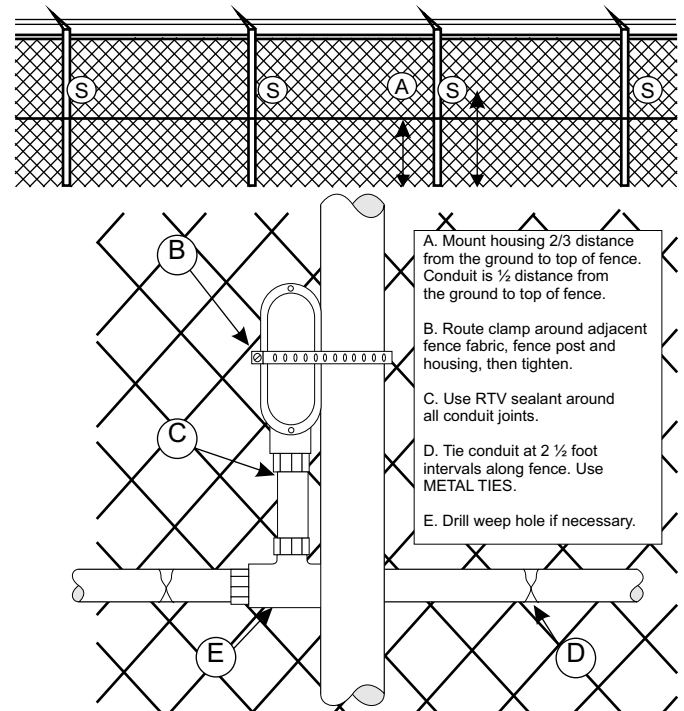 S
S
A
S
S
B
A. Mount housing 2/3 distance
from the ground to top of fence.
Conduit is ½ distance from
the ground to top of fence.
B. Route clamp around adjacent
fence fabric, fence post and
housing, then tighten.
C
C. Use RTV sealant around
all conduit joints.
D. Tie conduit at 2 ½ foot
intervals along fence. Use
METAL TIES.
E. Drill weep hole if necessary.
E
D